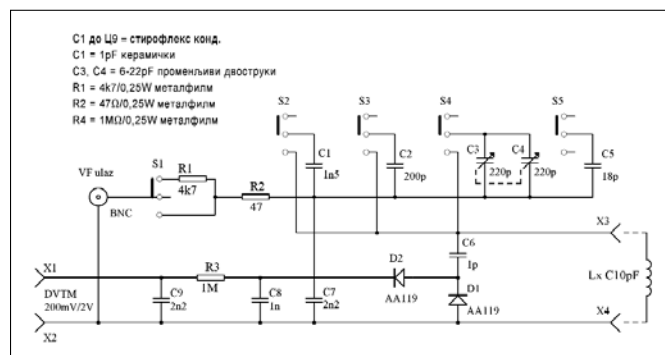 C1 до Ц9 = стирофлекс конд.
C1 = 1pF керамички
C3, C4 = 6-22pF променљиви двоструки
R1 = 4k7/0,25W металфилм
R2 = 47Ω/0,25W металфилм
R4 = 1MΩ/0,25W металфилм
S2
S3
S4
S5
C1
1n5
C2
200p
C3
220p
C4
220p
C5
18p
VF ulaz
S1
R1
4k7
R2
47
BNC
X3
C6
1p
Lx C10pF
X1
R3
1M
D2
AA119
D1
AA119
DVTM
200mV/2V
C9
2n2
C8
1n
C7
2n2
X2
X4